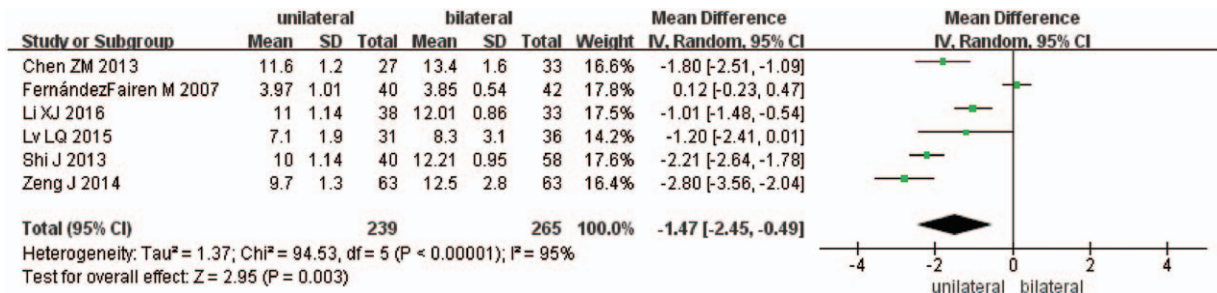 unilateral bilateral Mean Difference Mean Difference
Study or Subgroup Mean SD Total Mean SD Total Weight IV, Random, 95% CI IV, Random, 95% CI
Chen ZM 2013 11.6 1.2 27 13.4 1.6 33 16.6% -1.80 [-2.51, -1.09]
FernándezFairen M 2007 3.97 1.01 40 3.85 0.54 42 17.8% 0.12 [-0.23, 0.47]
Li XJ 2016 11 1.14 38 12.01 0.86 33 17.5% -1.01 [-1.48, -0.54]
Lv LQ 2015 7.1 1.9 31 8.3 3.1 36 14.2% -1.20 [-2.41, 0.01]
Shi J 2013 10 1.14 40 12.21 0.95 58 17.6% -2.21 [-2.64, -1.78]
Zeng J 2014 9.7 1.3 63 12.5 2.8 63 16.4% -2.80 [-3.56, -2.04]
Total (95% CI) 239 265 100.0% -1.47 [-2.45, -0.49]
Heterogeneity: Tau² = 1.37; Chi² = 94.53, df = 5 (P < 0.00001); I² = 95%
Test for overall effect: Z = 2.95 (P = 0.003)
-4 -2 0 2 4
unilateral bilateral